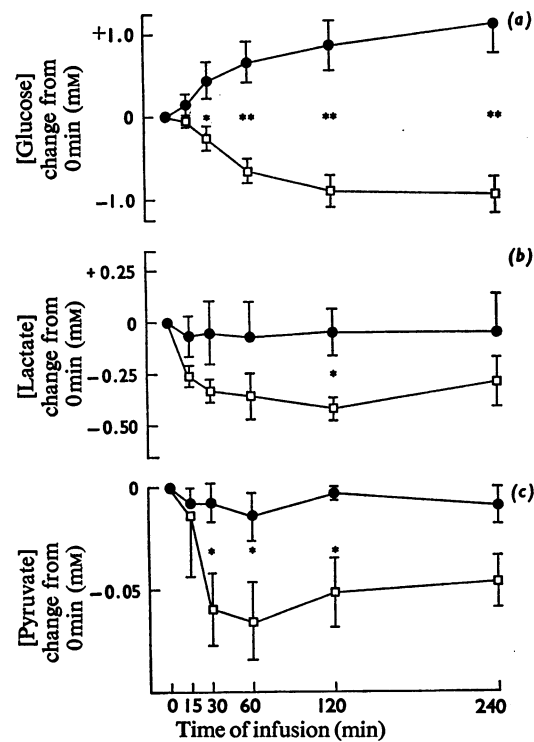 (a)
+1.0
0
−1.0
[Glucose]
change from
0 min (mM)
*
**
**
**
(b)
+0.25
0
−0.25
−0.50
[Lactate]
change from
0 min (mM)
*
(c)
0
−0.05
[Pyruvate]
change from
0 min (mM)
*
*
*
0 15 30 60 120 240
Time of infusion (min)